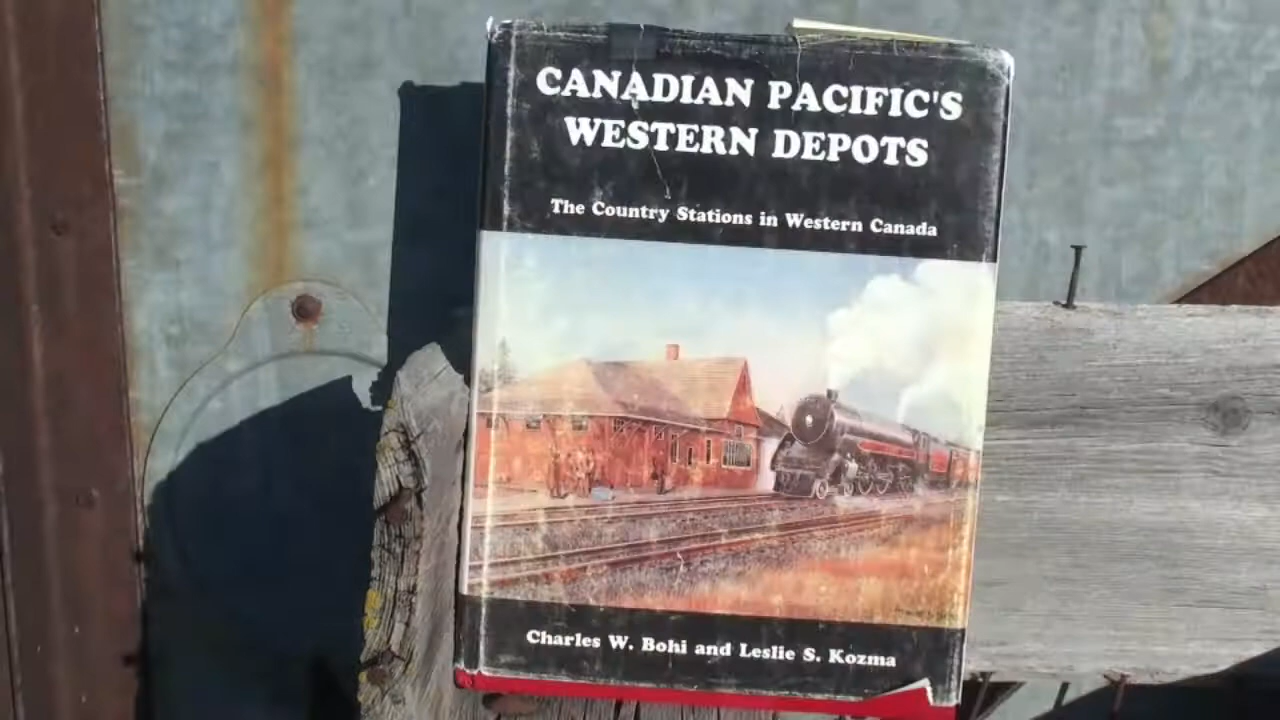 CANADIAN PACIFIC'S
WESTERN DEPOTS
The Country Stations in Western Canada
Charles W. Bohi and Leslie S. Kozma